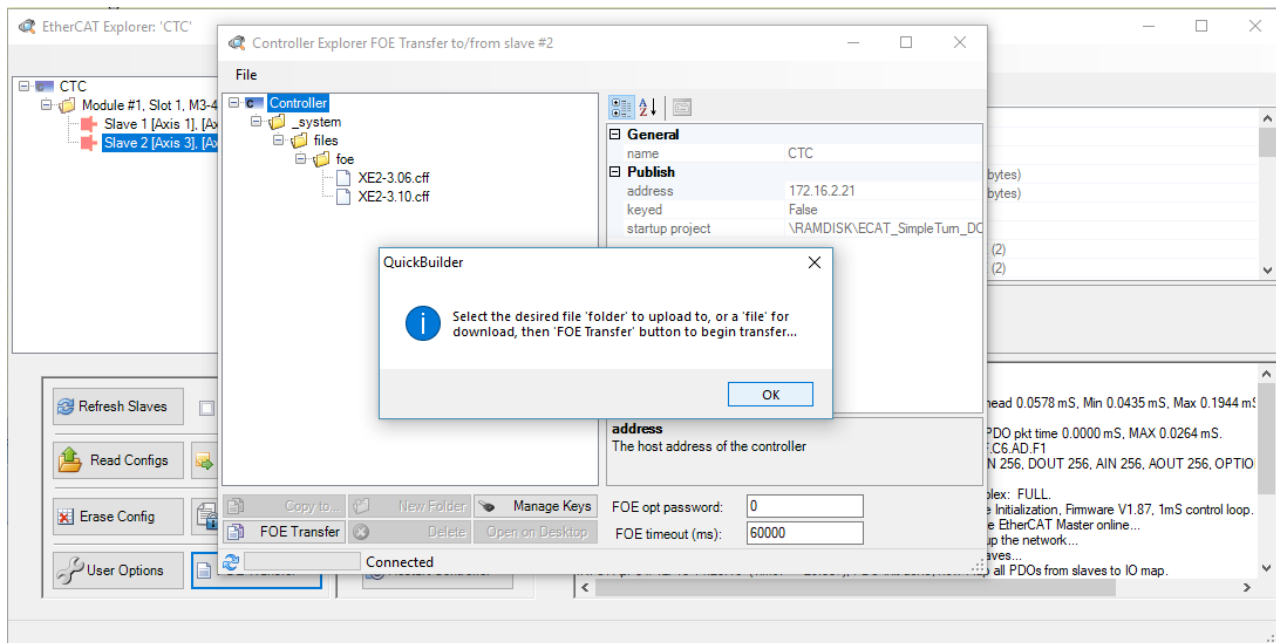 EtherCAT Explorer: 'CTC'
Controller Explorer FOE Transfer to/from slave #2
File
CTC
Module #1, Slot 1, M3-4
Slave 1 [Axis 1], [Ax
Slave 2 [Axis 3], [Ax
Controller
_system
files
foe
XE2-3.06.cff
XE2-3.10.cff
General
name CTC
Publish
address 172.16.2.21
keyed False
startup project \RAMDISK\ECAT_SimpleTurn_DC
bytes)
bytes)
(2)
(2)
QuickBuilder
Select the desired file 'folder' to upload to, or a 'file' for
download, then 'FOE Transfer' button to begin transfer...
OK
address
The host address of the controller
Refresh Slaves
Read Configs
Erase Config
User Options
Copy to...
New Folder
Manage Keys
FOE Transfer
Delete
Open on Desktop
Connected
FOE opt password: 0
FOE timeout (ms): 60000
head 0.0578 mS, Min 0.0435 mS, Max 0.1944 mS
PDO pkt time 0.0000 mS, MAX 0.0264 mS.
.C6.AD.F1
N 256, DOUT 256, AIN 256, AOUT 256, OPTIO
plex: FULL.
e Initialization, Firmware V1.87, 1mS control loop.
e EtherCAT Master online...
up the network...
aves...
all PDOs from slaves to IO map.